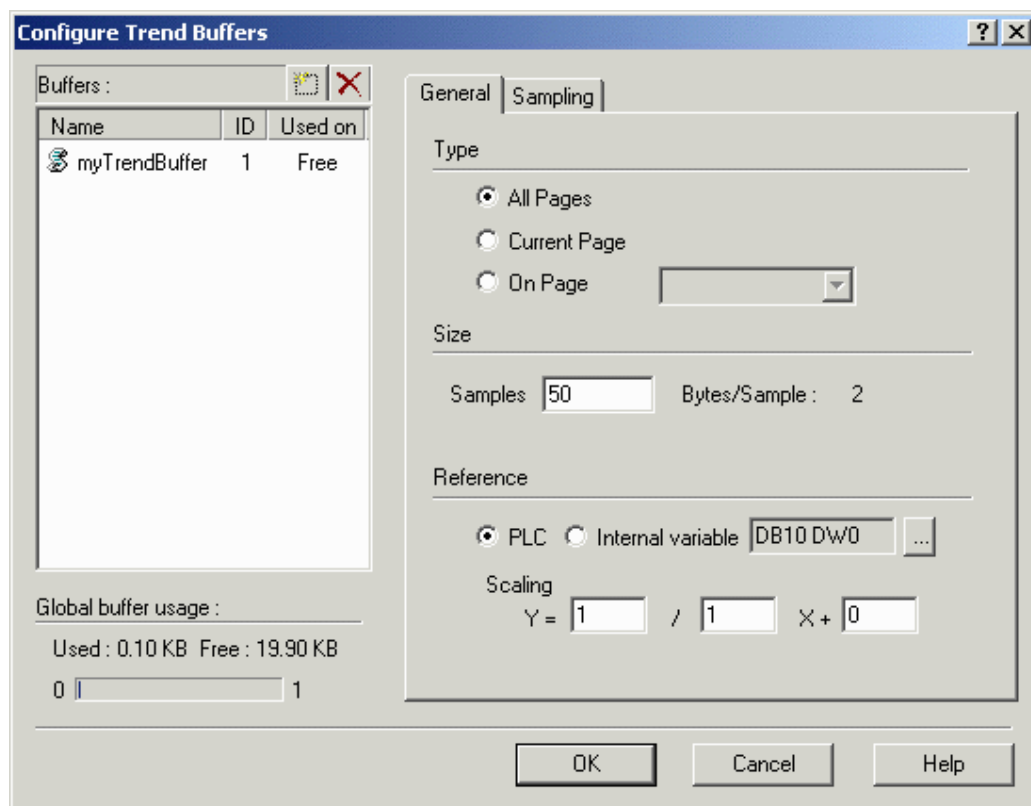 Configure Trend Buffers
Buffers :
Name ID Used on
myTrendBuffer 1 Free
Global buffer usage :
Used : 0.10 KB Free : 19.90 KB
0 1
General Sampling
Type
All Pages
Current Page
On Page
Size
Samples 50 Bytes/Sample : 2
Reference
PLC Internal variable DB10 DW0 ...
Scaling
Y = 1 / 1 X + 0
OK Cancel Help